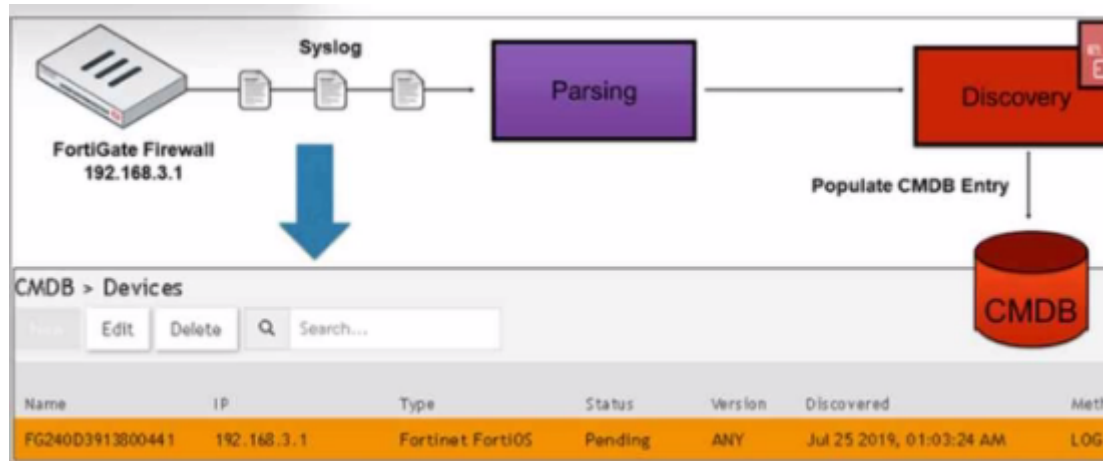 Syslog
Parsing
Discovery
FortiGate Firewall
192.168.3.1
Populate CMDB Entry
CMDB
CMDB > Devices
Edit Delete Search...
Name IP Type Status Version Discovered
FG240D3913800441 192.168.3.1 Fortinet FortiOS Pending ANY Jul 25 2019, 01:03:24 AM LOG